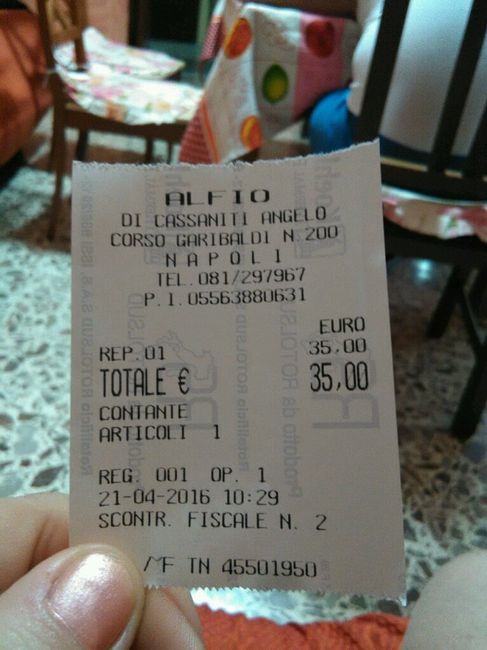 ALFIO
DI CASSANITI ANGELO
CORSO GARIBALDI N 200
NAPOLI
TEL.081/297967
P.I.05563880631
EURO
REP.01 35,00
TOTALE € 35,00
CONTANTE
ARTICOLI 1
REG. 001 OP. 1
21-04-2016 10:29
SCONTR. FISCALE N. 2
MF TN 45501950